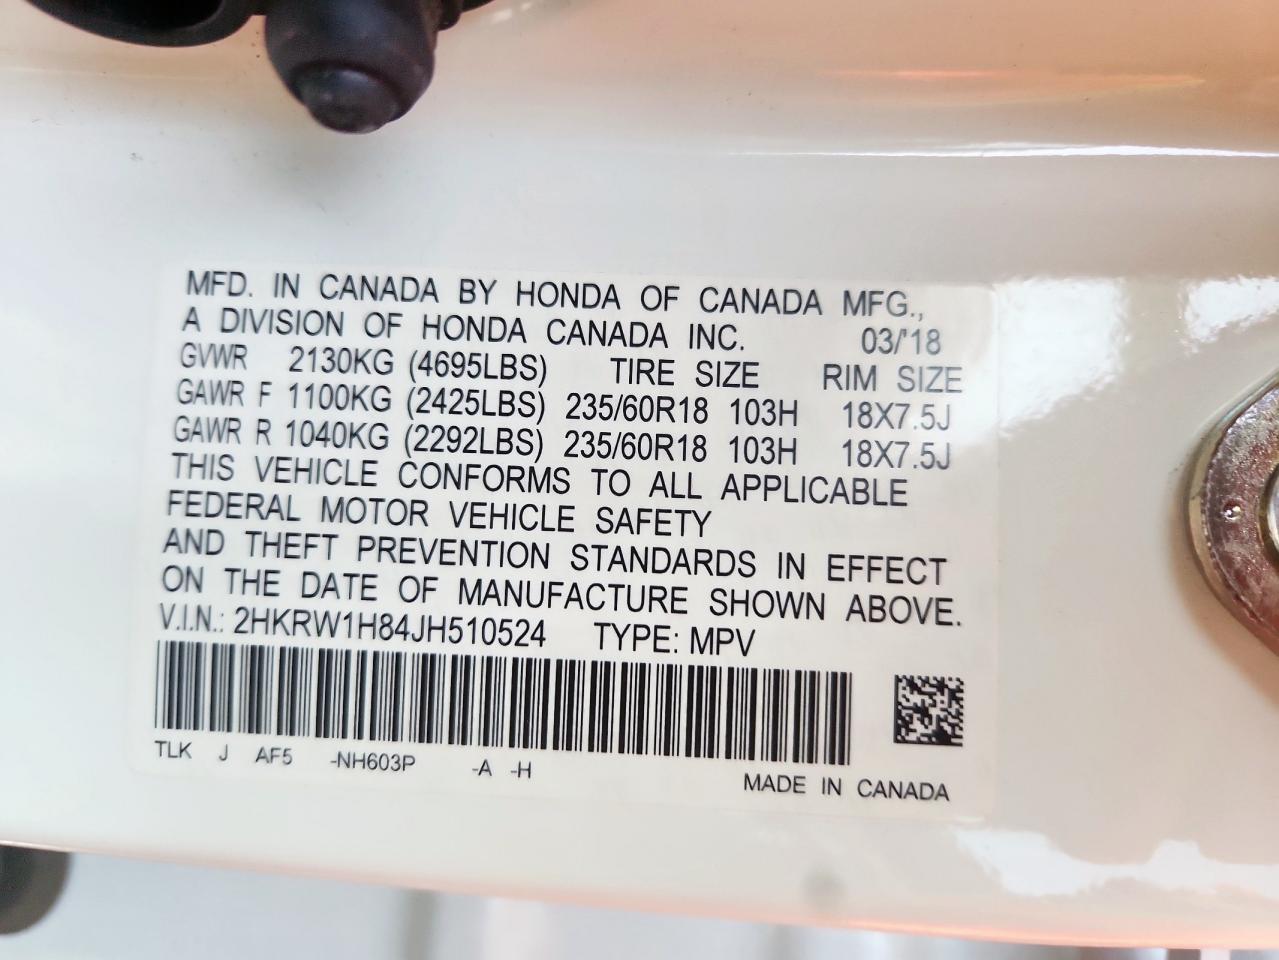 MFD. IN CANADA BY HONDA OF CANADA MFG.,
A DIVISION OF HONDA CANADA INC. 03/'18
GVWR 2130KG (4695LBS) TIRE SIZE RIM SIZE
GAWR F 1100KG (2425LBS) 235/60R18 103H 18X7.5J
GAWR R 1040KG (2292LBS) 235/60R18 103H 18X7.5J
THIS VEHICLE CONFORMS TO ALL APPLICABLE
FEDERAL MOTOR VEHICLE SAFETY
AND THEFT PREVENTION STANDARDS IN EFFECT
ON THE DATE OF MANUFACTURE SHOWN ABOVE.
V.I.N.: 2HKRW1H84JH510524 TYPE: MPV
TLK J AF5 -NH603P -A -H
MADE IN CANADA